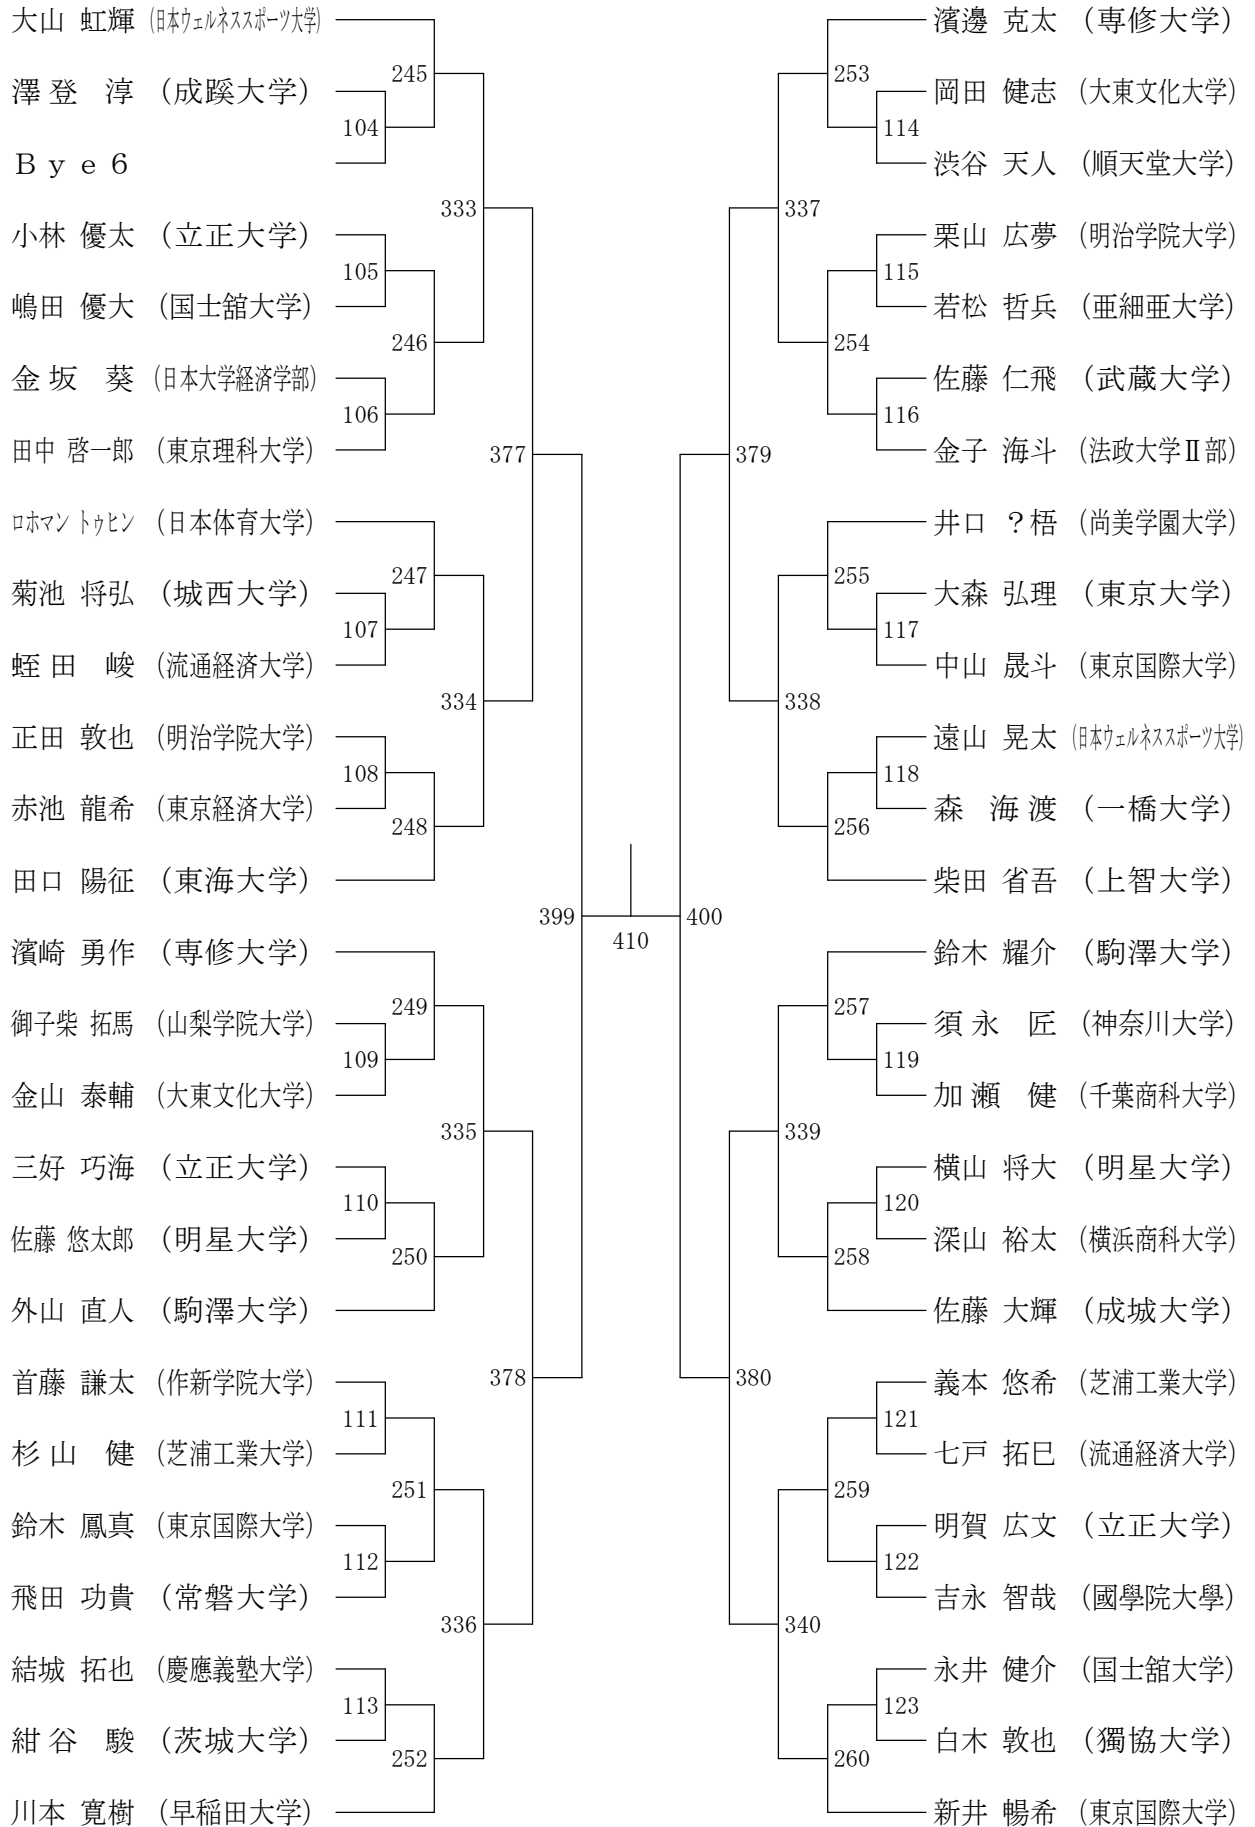 大山 虹輝 (日本ウェルネススポーツ大学)
245
澤登 淳 (成蹊大学)
104
Bye6
333
小林 優太 (立正大学)
105
嶋田 優大 (国士舘大学)
246
金坂 葵 (日本大学経済学部)
106
田中 啓一郎 (東京理科大学)
377
ロホマン トゥヒン (日本体育大学)
247
菊池 将弘 (城西大学)
107
蛭田 峻 (流通経済大学)
334
正田 敦也 (明治学院大学)
108
赤池 龍希 (東京経済大学)
248
田口 陽征 (東海大学)
399
濱崎 勇作 (専修大学)
249
御子柴 拓馬 (山梨学院大学)
109
金山 泰輔 (大東文化大学)
335
三好 巧海 (立正大学)
110
佐藤 悠太郎 (明星大学)
250
外山 直人 (駒澤大学)
378
首藤 謙太 (作新学院大学)
111
杉山 健 (芝浦工業大学)
251
鈴木 鳳真 (東京国際大学)
112
飛田 功貴 (常磐大学)
336
結城 拓也 (慶應義塾大学)
113
紺谷 駿 (茨城大学)
252
川本 寛樹 (早稲田大学)
410
濱邊 克太 (専修大学)
253
岡田 健志 (大東文化大学)
114
渋谷 天人 (順天堂大学)
337
栗山 広夢 (明治学院大学)
115
若松 哲兵 (亜細亜大学)
254
佐藤 仁飛 (武蔵大学)
116
金子 海斗 (法政大学Ⅱ部)
379
井口 ?梧 (尚美学園大学)
255
大森 弘理 (東京大学)
117
中山 晟斗 (東京国際大学)
338
遠山 晃太 (日本ウェルネススポーツ大学)
118
森 海渡 (一橋大学)
256
柴田 省吾 (上智大学)
400
鈴木 耀介 (駒澤大学)
257
須永 匠 (神奈川大学)
119
加瀬 健 (千葉商科大学)
339
横山 将大 (明星大学)
120
深山 裕太 (横浜商科大学)
258
佐藤 大輝 (成城大学)
380
義本 悠希 (芝浦工業大学)
121
七戸 拓巳 (流通経済大学)
259
明賀 広文 (立正大学)
122
吉永 智哉 (國學院大學)
340
永井 健介 (国士舘大学)
123
白木 敦也 (獨協大学)
260
新井 暢希 (東京国際大学)